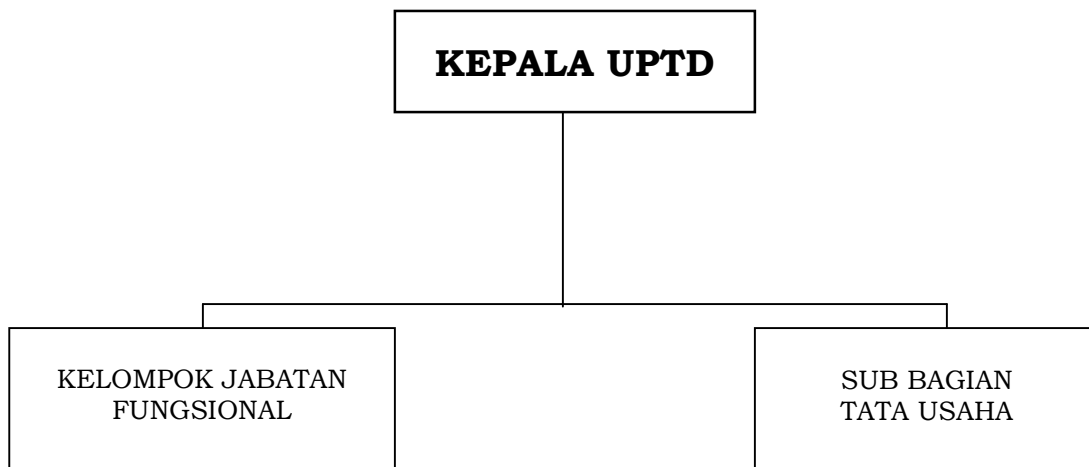 KEPALA UPTD
KELOMPOK JABATAN
FUNGSIONAL
SUB BAGIAN
TATA USAHA